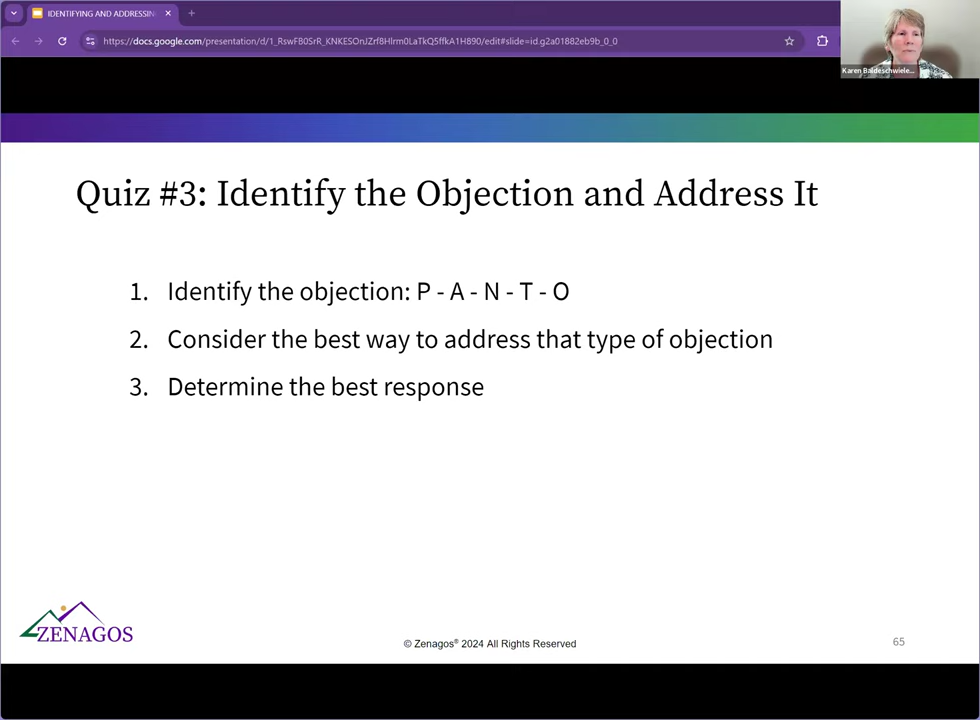 IDENTIFYING AND ADDRESSIN
https://docs.google.com/presentation/d/1_RswFB0SrR_KNKESOnJZrf8Hlrm0LaTkQ5ffkA1H890/edit#slide=id.g2a01882eb9b_0_0
Karen Baldeschwiele...
Quiz #3: Identify the Objection and Address It
1. Identify the objection: P - A - N - T - O
2. Consider the best way to address that type of objection
3. Determine the best response
ZENAGOS
© Zenagos® 2024 All Rights Reserved
65